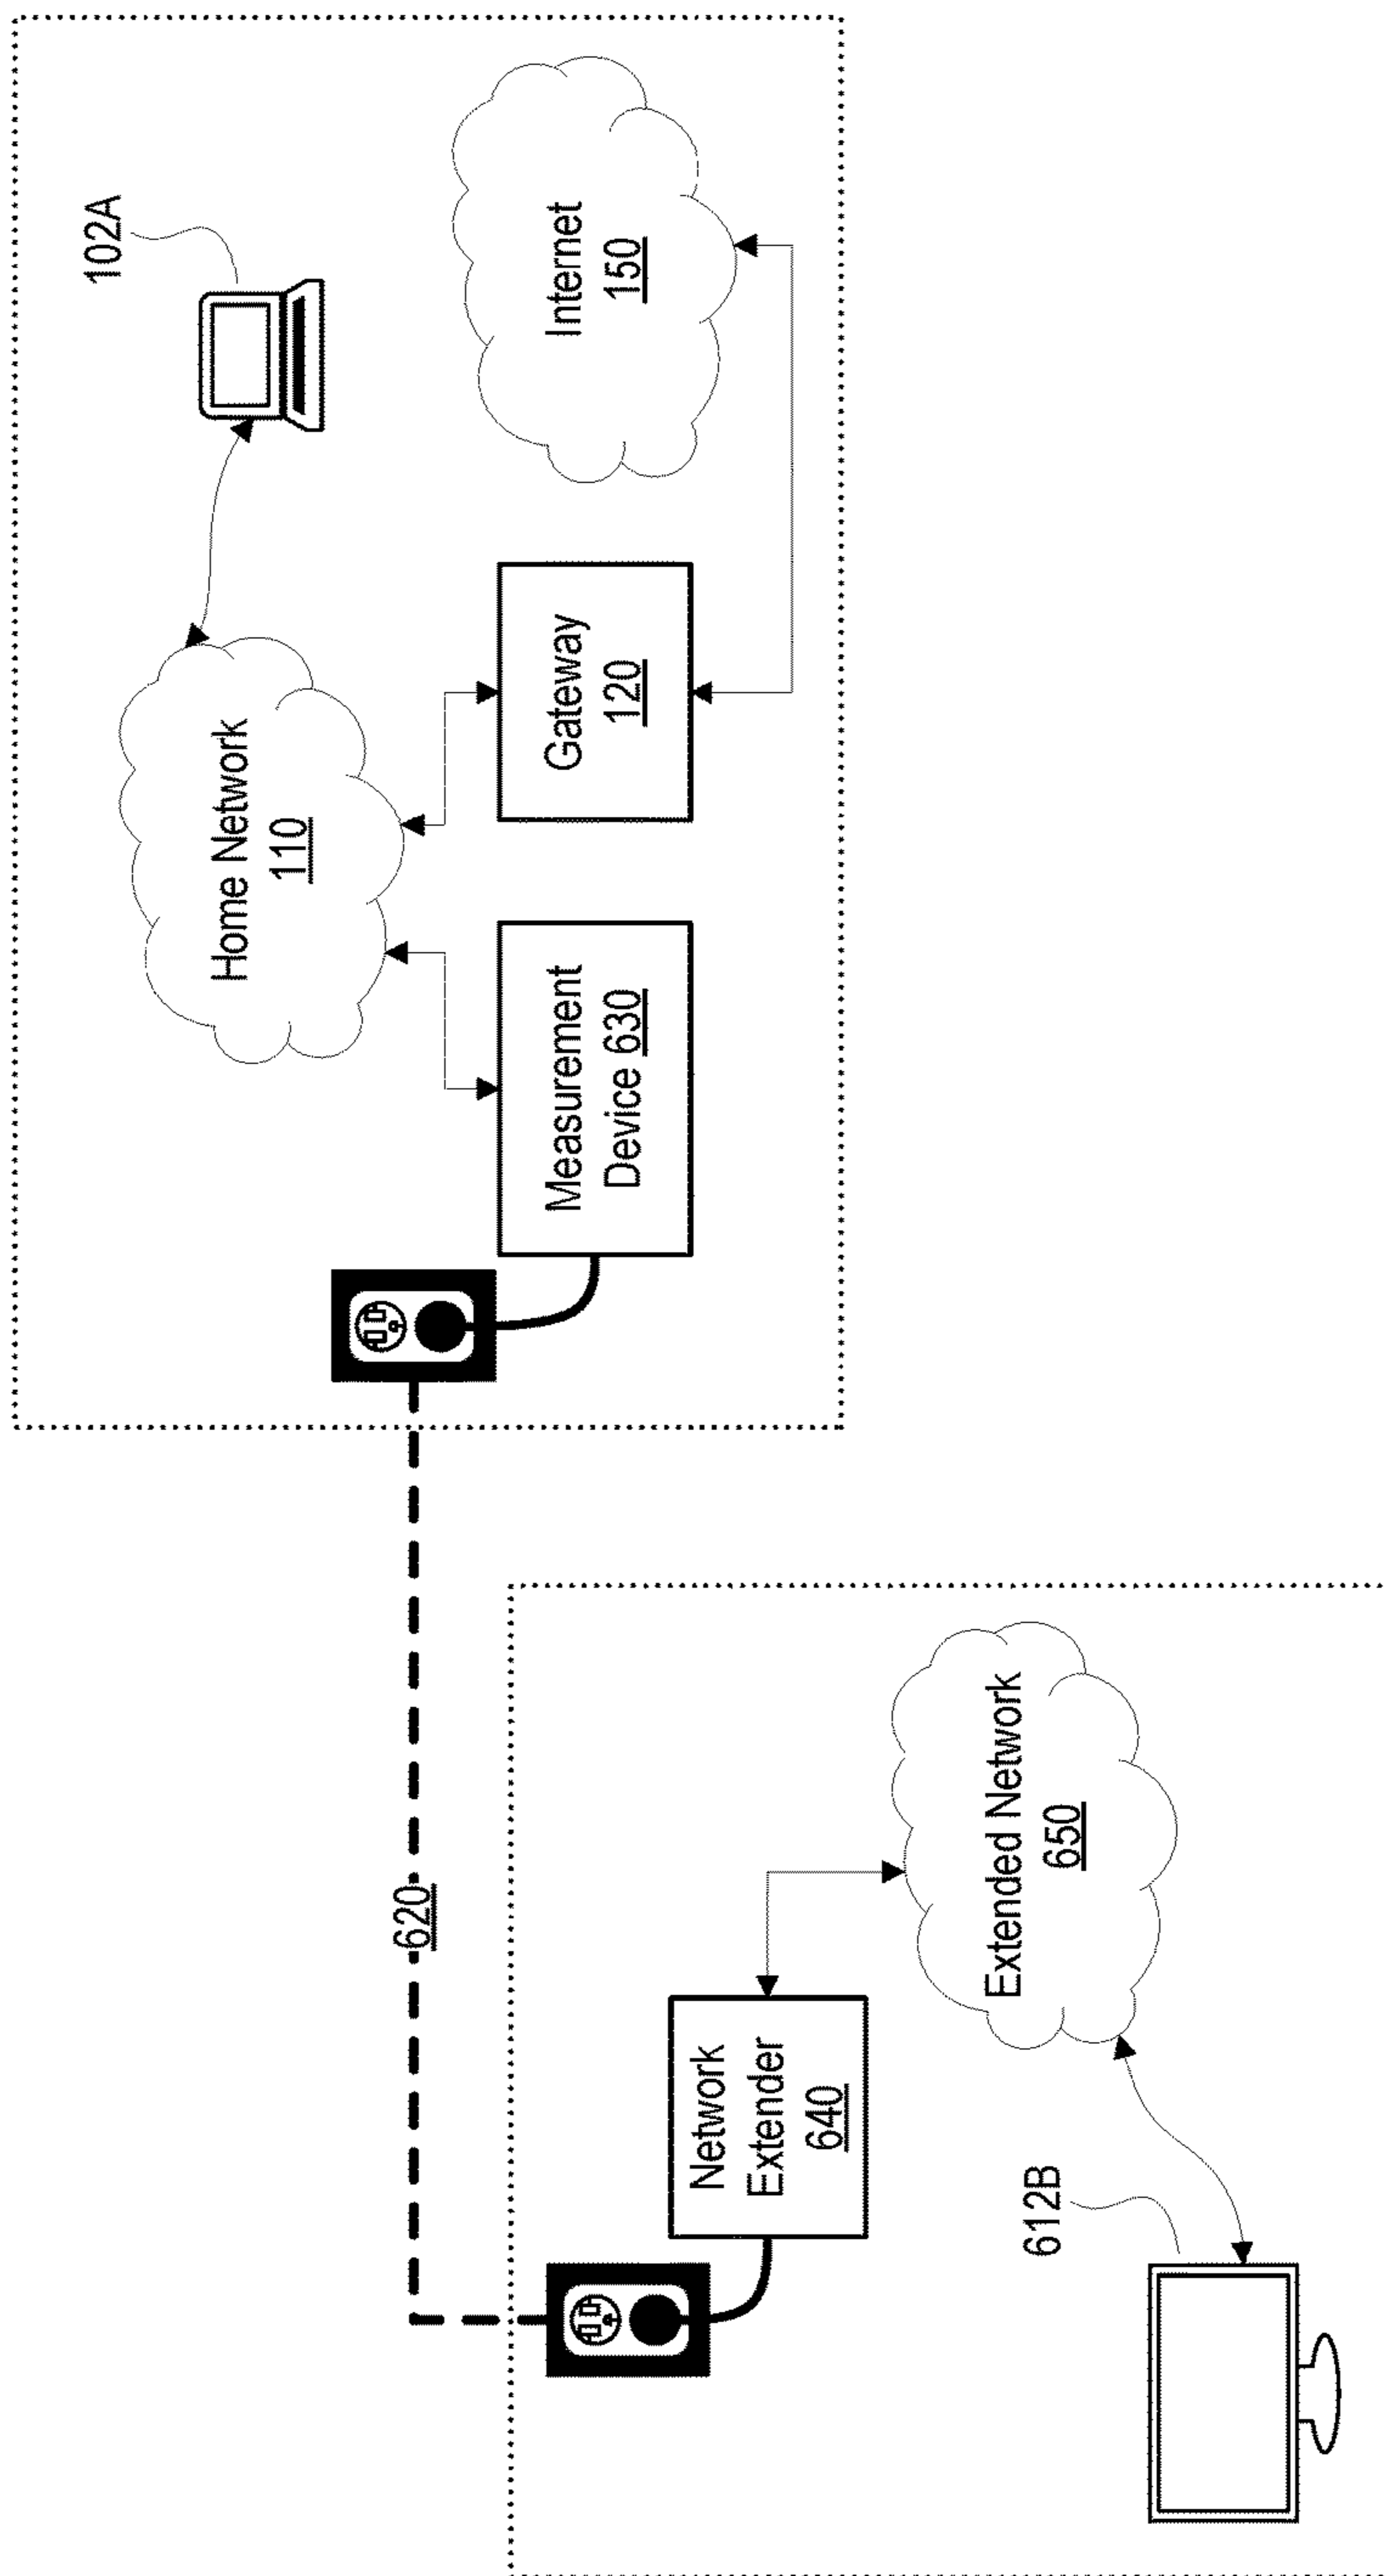 102A
Home Network
110
Internet
150
Gateway
120
Measurement
Device 630
620
Network
Extender
640
Extended Network
650
612B